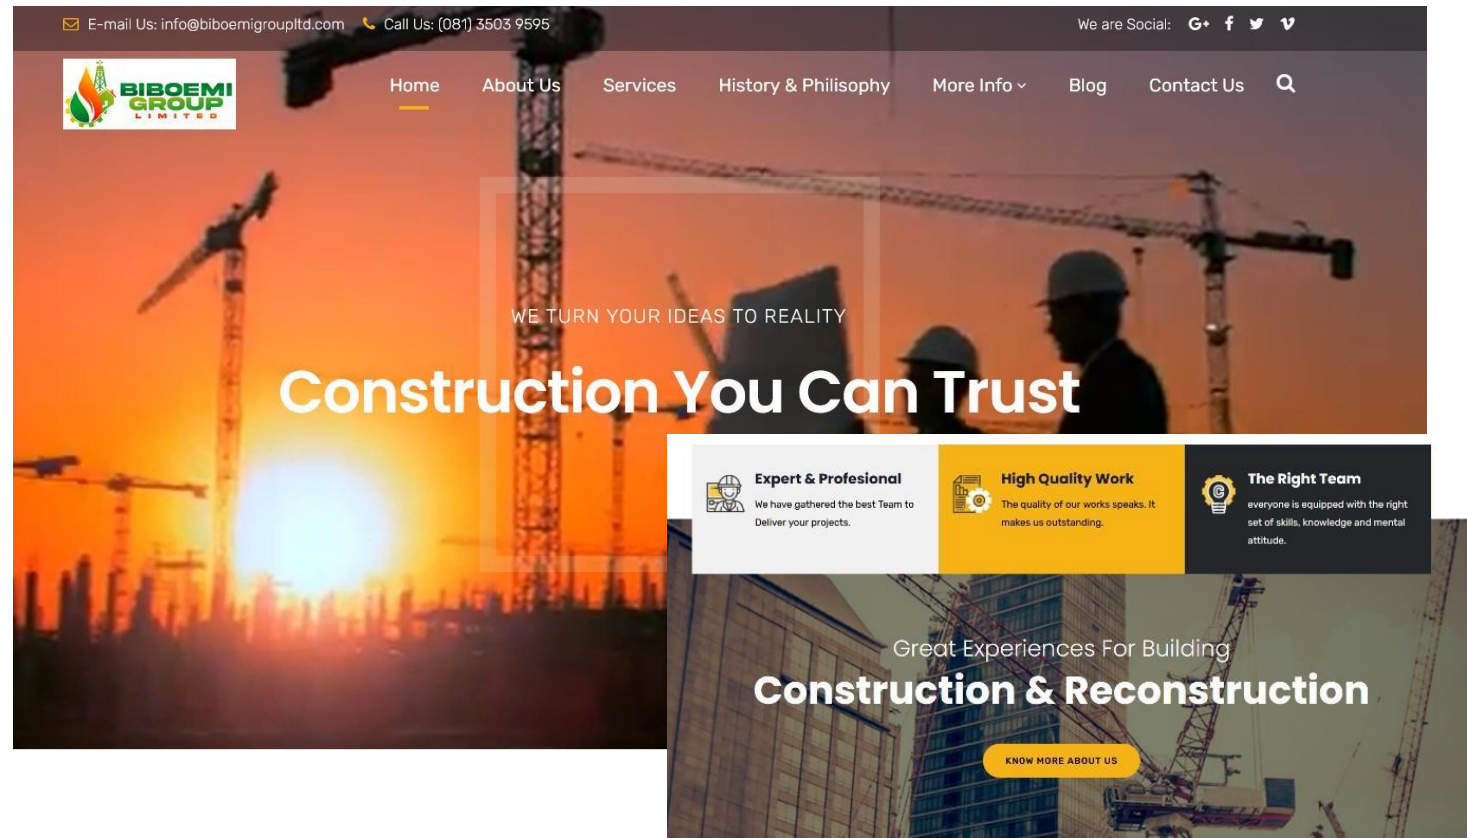 E-mail Us: info@biboemigroupltd.com Call Us: (081) 3503 9595 We are Social:
BIBOEMI
GROUP
LIMITED
Home About Us Services History & Philisophy More Info Blog Contact Us
WE TURN YOUR IDEAS TO REALITY
Construction You Can Trust
Expert & Profesional
We have gathered the best Team to
Deliver your projects.
High Quality Work
The quality of our works speaks. It
makes us outstanding.
The Right Team
everyone is equipped with the right
set of skills, knowledge and mental
attitude.
Great Experiences For Building
Construction & Reconstruction
KNOW MORE ABOUT US